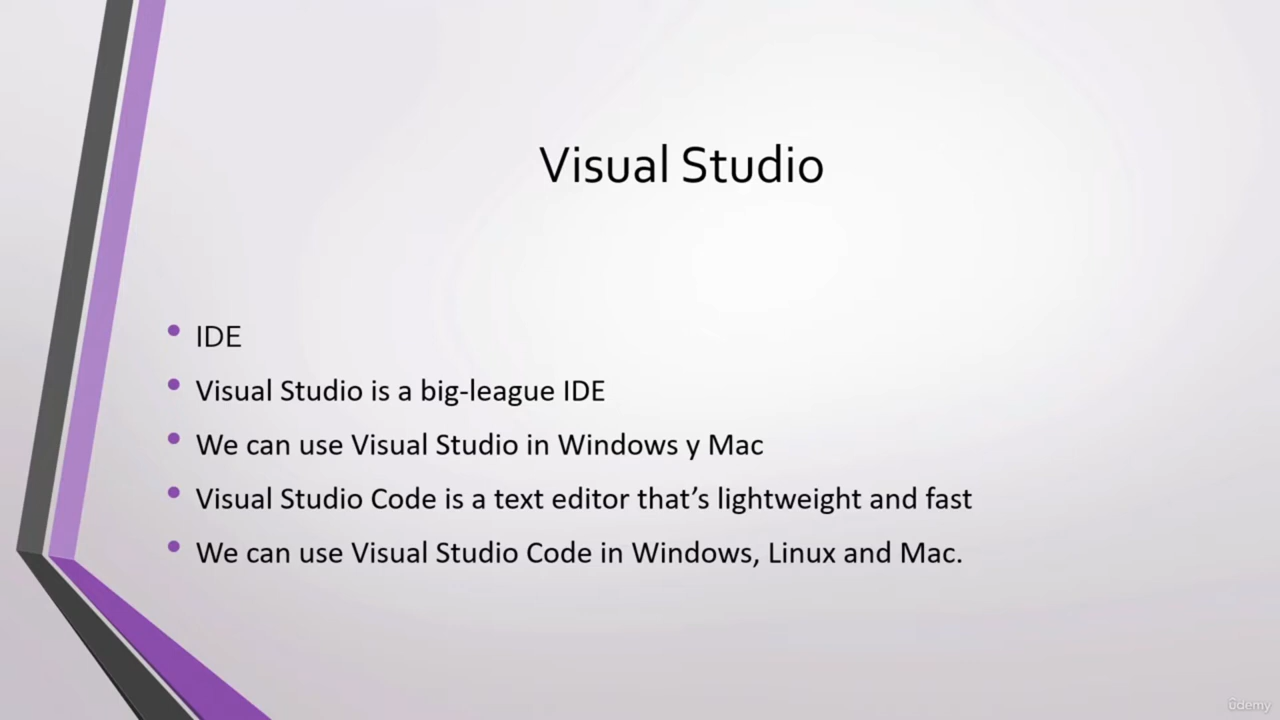 Visual Studio
• IDE
• Visual Studio is a big-league IDE
• We can use Visual Studio in Windows y Mac
• Visual Studio Code is a text editor that’s lightweight and fast
• We can use Visual Studio Code in Windows, Linux and Mac.
ûdemy